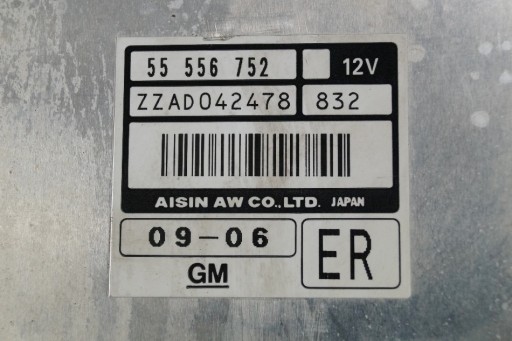 55 556 752 12V
ZZAD042478 832
AISIN AW CO.,LTD. JAPAN
09-06 ER
GM